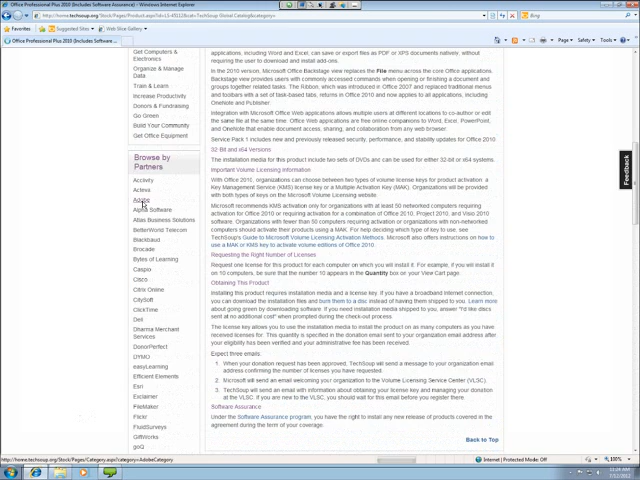 Office Professional Plus 2010 (Includes Software Assurance) - Windows Internet Explorer
Bing
Favorites
Suggested Sites
Web Slice Gallery
Office Professional Plus 2010 (Includes Software ...
Page
Safety
Tools
Get Computers & Electronics
Organize & Manage Data
Train & Learn
Increase Productivity
Donors & Fundraising
Go Green
Build Your Community
Get Office Equipment
Browse by Partners
Acclivity
Acteva
Adobe
Alpha Software
Atlas Business Solutions
BetterWorld Telecom
Blackbaud
Brocade
Bytes of Learning
Caspio
Cisco
Citrix Online
CitySoft
ClickTime
Dell
Dharma Merchant Services
DonorPerfect
DYMO
easyLearning
Efficient Elements
Esri
Exclaimer
FileMaker
Flickr
FluidSurveys
GiftWorks
goQ
applications, including Word and Excel, can save or export files as PDF or XPS documents natively, without
requiring the user to download and install add-ons.
In the 2010 version, Microsoft Office Backstage view replaces the File menu across the core Office applications.
Backstage view provides users with commonly accessed commands when opening or finishing a document and
groups together related tasks. The Ribbon, which was introduced in Office 2007 and replaced traditional menus
and toolbars with a set of task-based tabs, returns in Office 2010 and now applies to all applications, including
OneNote and Publisher.
Integration with Microsoft Office Web applications allows multiple users at different locations to co-author or edit
the same file at the same time. Office Web applications are free online companions to Word, Excel, PowerPoint,
and OneNote that enable document access, sharing, and collaboration from any web browser.
Service Pack 1 includes new and previously released security, performance, and stability updates for Office 2010.
32 Bit and x64 Versions
The installation media for this product include two sets of DVDs and can be used for either 32-bit or x64 systems.
Important Volume Licensing Information
With Office 2010, organizations can choose between two types of volume license keys for product activation: a
Key Management Service (KMS) license key or a Multiple Activation Key (MAK). Organizations will be provided
with both types of keys on the Microsoft Volume Licensing website.
Microsoft recommends KMS activation only for organizations with at least 50 networked computers requiring
activation of Office 2010 or requiring activation for a combination of Office 2010, Project 2010, and Visio 2010
software. Organizations with fewer than 50 computers requiring activation or computers that are not networked
should activate their products using a MAK. For help deciding which type of license key to use, see
TechSoup's Guide to Microsoft Volume Licensing Activation Methods. Microsoft also offers instructions on how to
use a MAK or KMS key to activate volume editions of Office 2010.
Requesting the Right Number of Licenses
Request one license for this product for each computer on which you will install it. For example, if you will install it
on 10 computers, be sure that the number 10 appears in the Quantity box on your View Cart page.
Obtaining This Product
Installing this product requires installation media and a license key. If you have a broadband internet connection,
you can download the installation files and burn them to a disc instead of having them shipped to you. Learn more
about going green by downloading software. If you need installation media shipped to you, answer "I'd like discs
sent at no additional cost" when prompted during the check-out process.
The license key allows you to use the installation media to install the product on as many computers as you have
received licenses for. This quantity is specified in the donation email sent to your organization email address after
your eligibility has been verified and your administrative fee has been received.
Expect three emails:
1. When your donation request has been approved, TechSoup will send a message to your organization email
address confirming the number of licenses you have requested.
2. Microsoft will send an email welcoming your organization to the Volume Licensing Service Center (VLSC).
3. TechSoup will send an email with information about obtaining your license key and managing your donation
at the VLSC. If you are new to the VLSC, you should wait for this email before you register there.
Software Assurance
Under the Software Assurance program, you have the right to install any new release of products covered in the
agreement during the term of your coverage.
Back to Top
Feedback
http://home.techsoup.org/Stock/Pages/Category.aspx?category=AdobeCategory
Internet | Protected Mode: Off
100%
7/12/2012